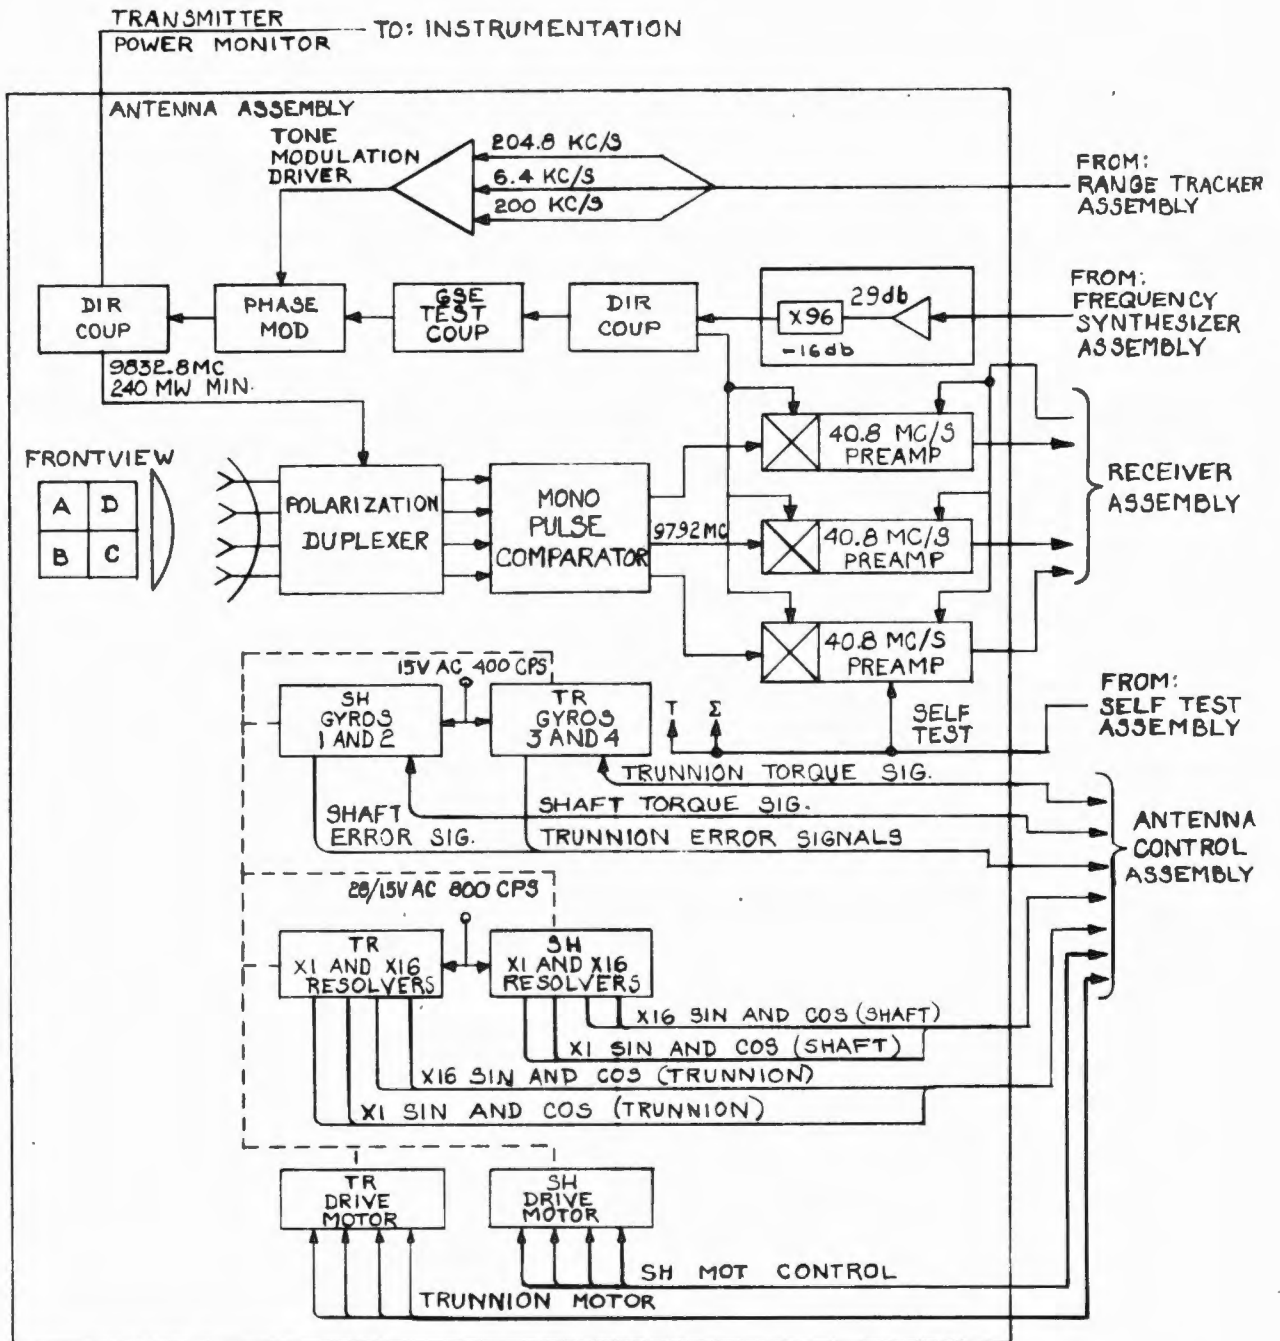 TRANSMITTER
POWER MONITOR
TO: INSTRUMENTATION
ANTENNA ASSEMBLY
TONE
MODULATION
DRIVER
204.8 KC/S
6.4 KC/S
200 KC/S
FROM:
RANGE TRACKER
ASSEMBLY
DIR
COUP
PHASE
MOD
GSE
TEST
COUP
DIR
COUP
X96
29db
-16db
FROM:
FREQUENCY
SYNTHESIZER
ASSEMBLY
9832.8MC
240 MW MIN.
FRONTVIEW
A D
B C
POLARIZATION
DUPLEXER
MONO
PULSE
COMPARATOR
9792 MC
40.8 MC/S
PREAMP
40.8 MC/S
PREAMP
40.8 MC/S
PREAMP
RECEIVER
ASSEMBLY
15V AC 400 CPS
SH
GYROS
1 AND 2
TR
GYROS
3 AND 4
T Σ
SELF
TEST
FROM:
SELF TEST
ASSEMBLY
TRUNNION TORQUE SIG.
SHAFT TORQUE SIG.
SHAFT
ERROR SIG.
TRUNNION ERROR SIGNALS
ANTENNA
CONTROL
ASSEMBLY
28/15V AC 800 CPS
TR
X1 AND X16
RESOLVERS
SH
X1 AND X16
RESOLVERS
X16 SIN AND COS (SHAFT)
X1 SIN AND COS (SHAFT)
X16 SIN AND COS (TRUNNION)
X1 SIN AND COS (TRUNNION)
TR
DRIVE
MOTOR
SH
DRIVE
MOTOR
SH MOT CONTROL
TRUNNION MOTOR